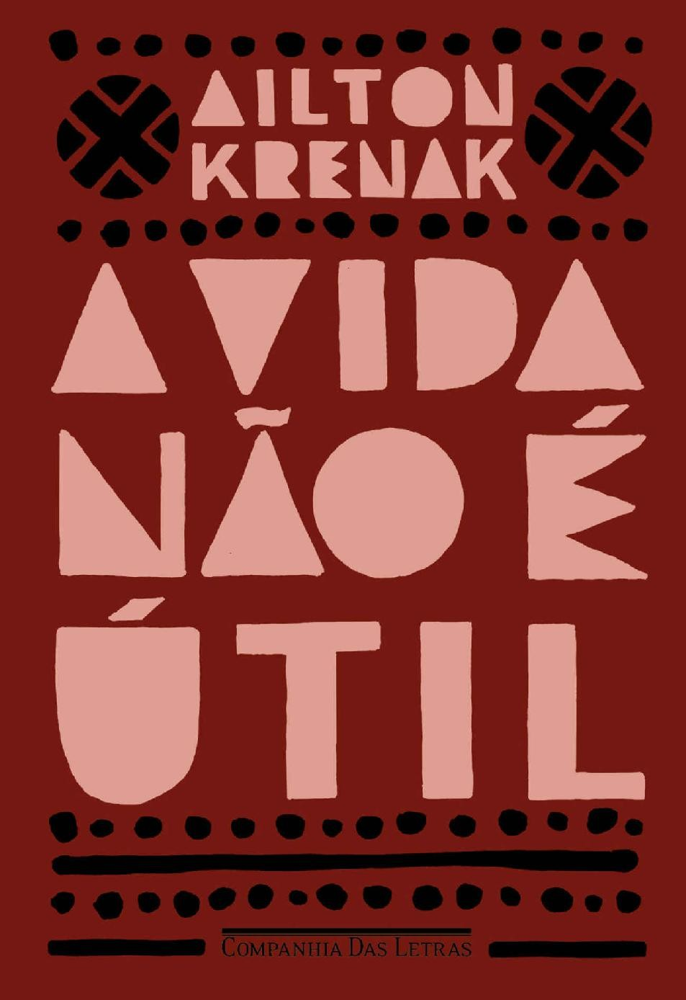 AILTON
KRENAK
A VIDA
NÃO É
ÚTIL
COMPANHIA DAS LETRAS